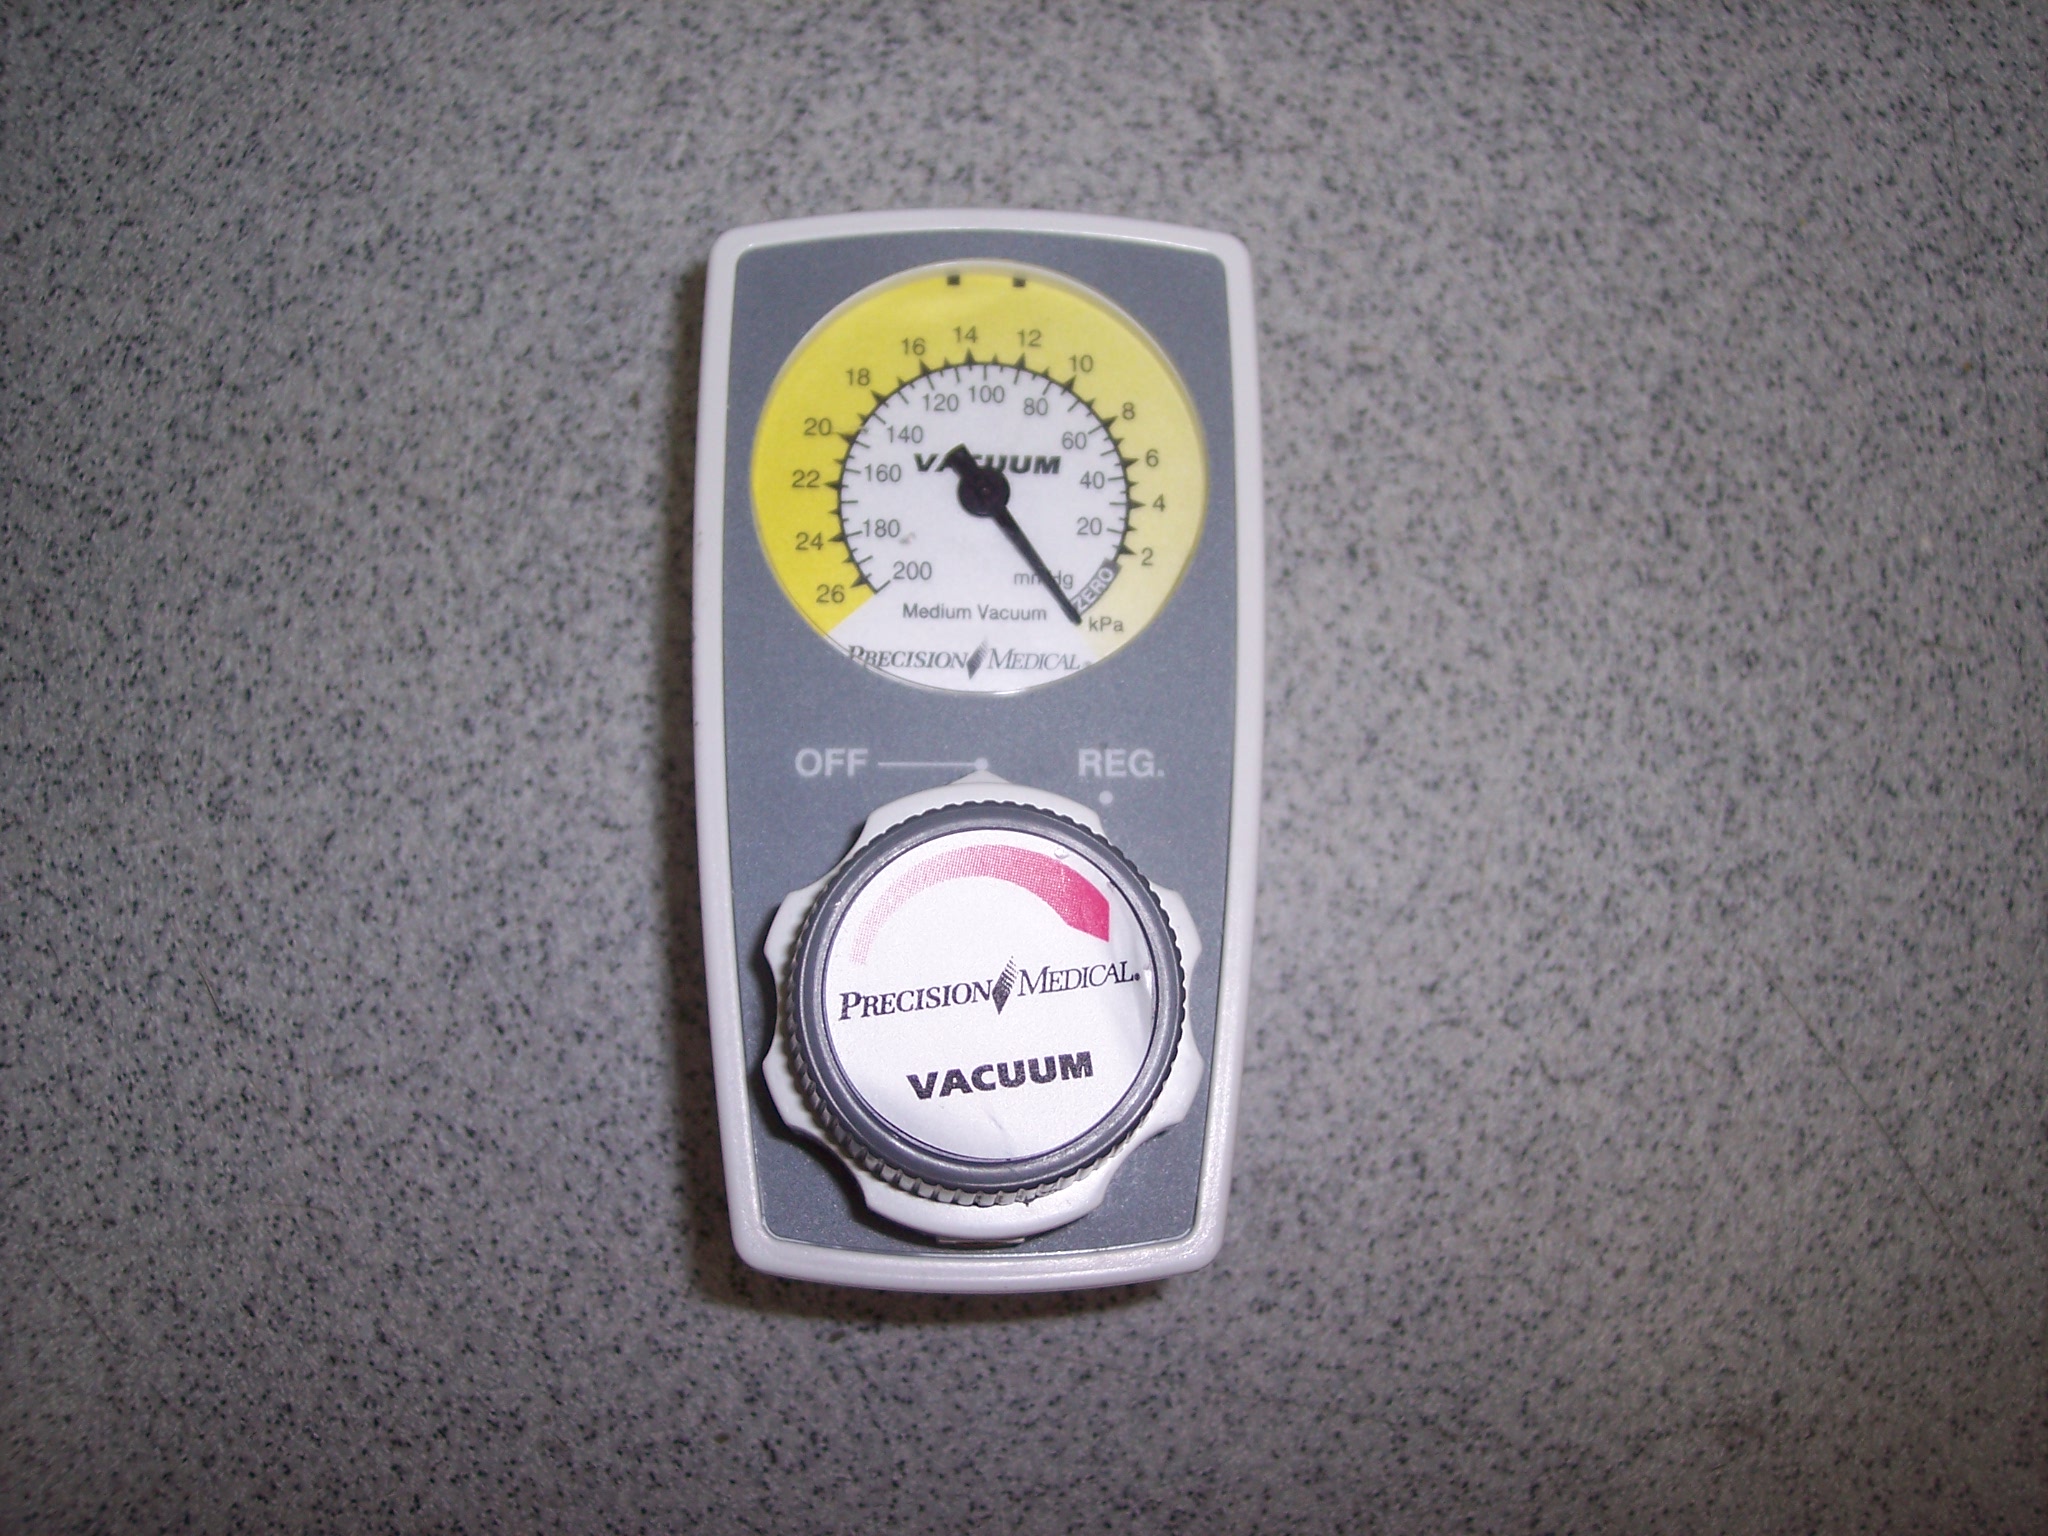 14 12
16 10
18 8
20 6
22 4
24 2
26
120 100 80
140 60
160 40
180 20
200
VACUUM
mmHg
ZERO
Medium Vacuum
kPa
PRECISION MEDICAL®
OFF REG.
PRECISION MEDICAL®
VACUUM